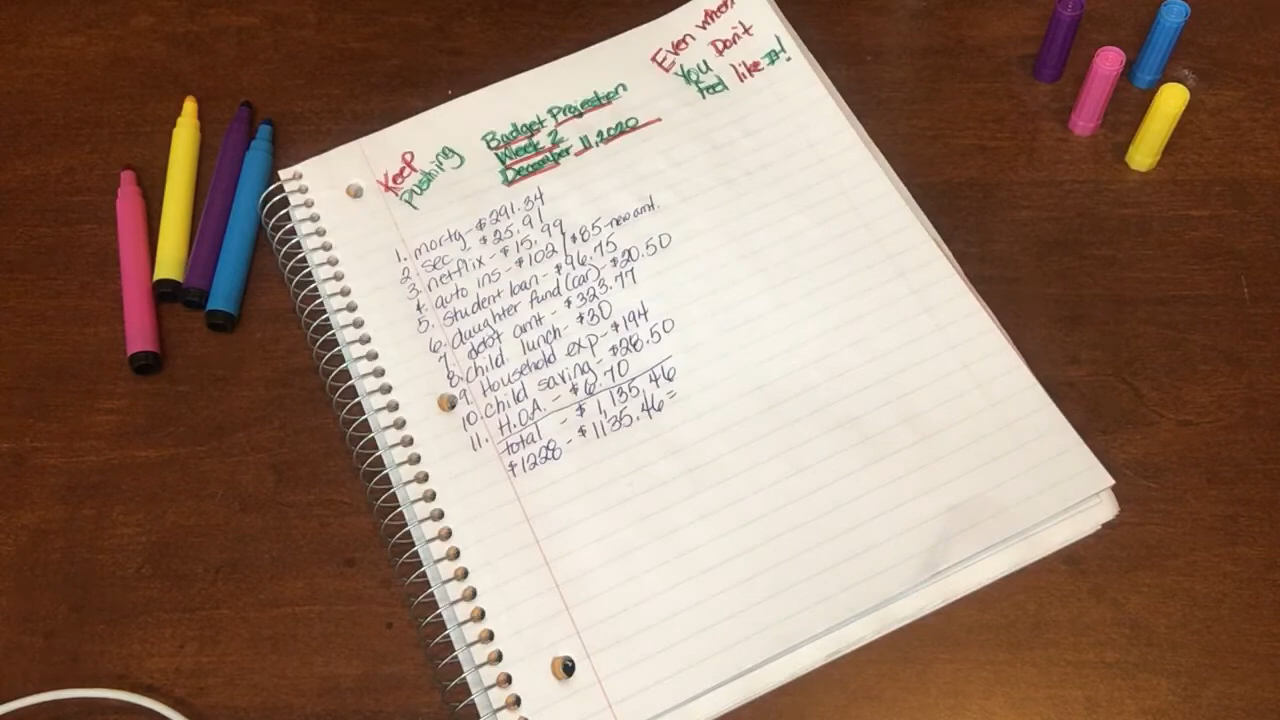 Keep
pushing
Even when
You Don't
feel like it!
Budget Projection
Week 2
December 11, 2020
1. mortg - $291.34
2. sec - $25.91
3. netflix - $15.99
4. auto ins - $102 / $85 - new amt.
5. student loan - $96.75
6. daughter fund (car) - $20.50
7. debt amt - $323.77
8. child lunch - $30
9. Household exp - $194
10. child saving - $28.50
11. H.O.A. - $6.70
total - $1,135.46
$1228 - $1135.46 =